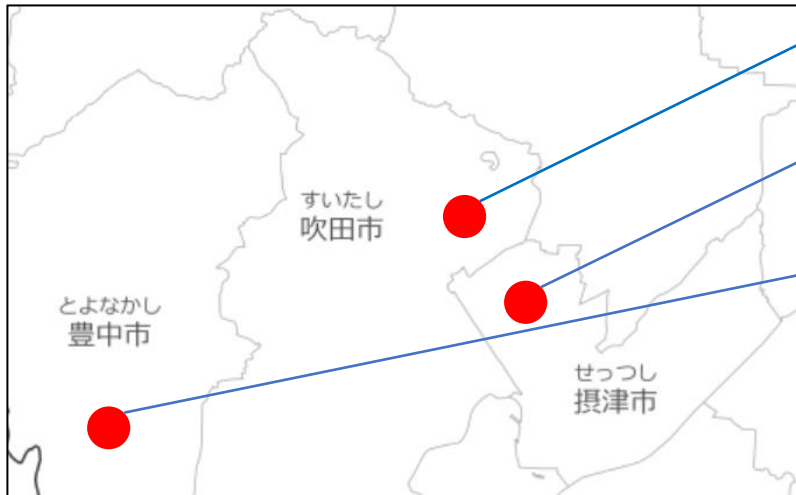 すいたし
吹田市
とよなかし
豊中市
せっつし
摂津市